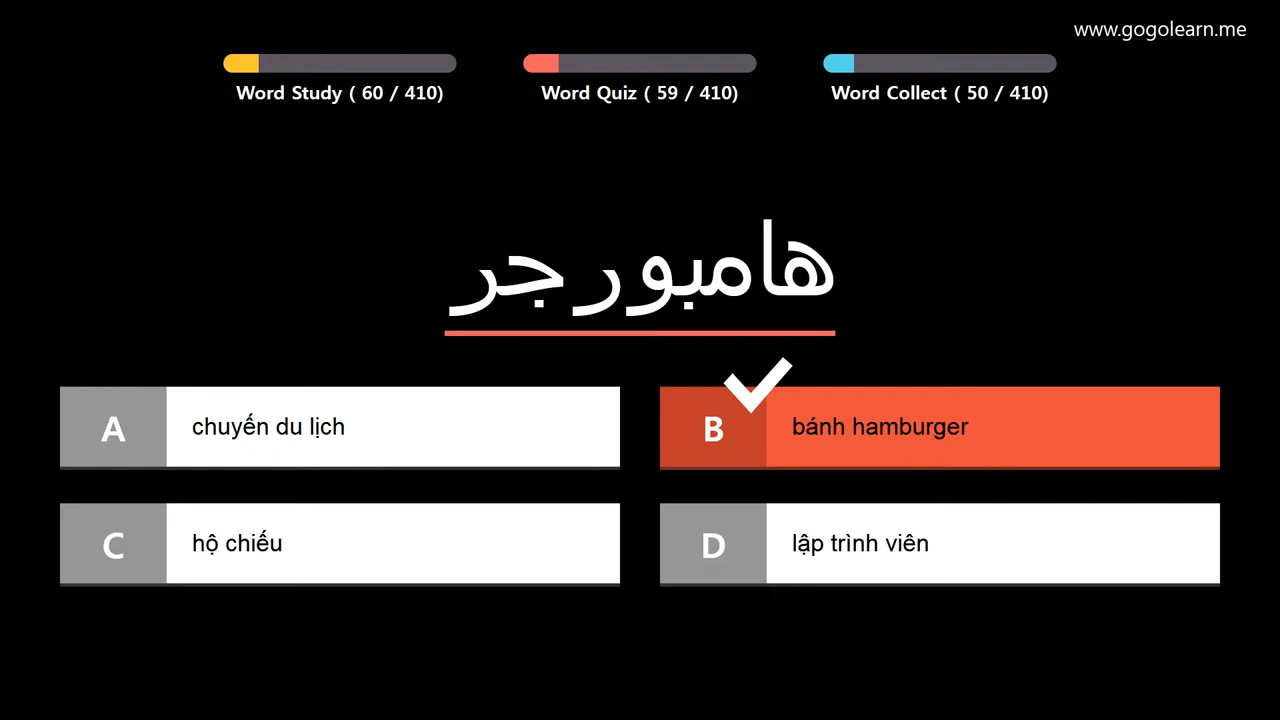 www.gogolearn.me
Word Study ( 60 / 410)
Word Quiz ( 59 / 410)
Word Collect ( 50 / 410)
هامبورجر
A
chuyến du lịch
B
bánh hamburger
C
hộ chiếu
D
lập trình viên